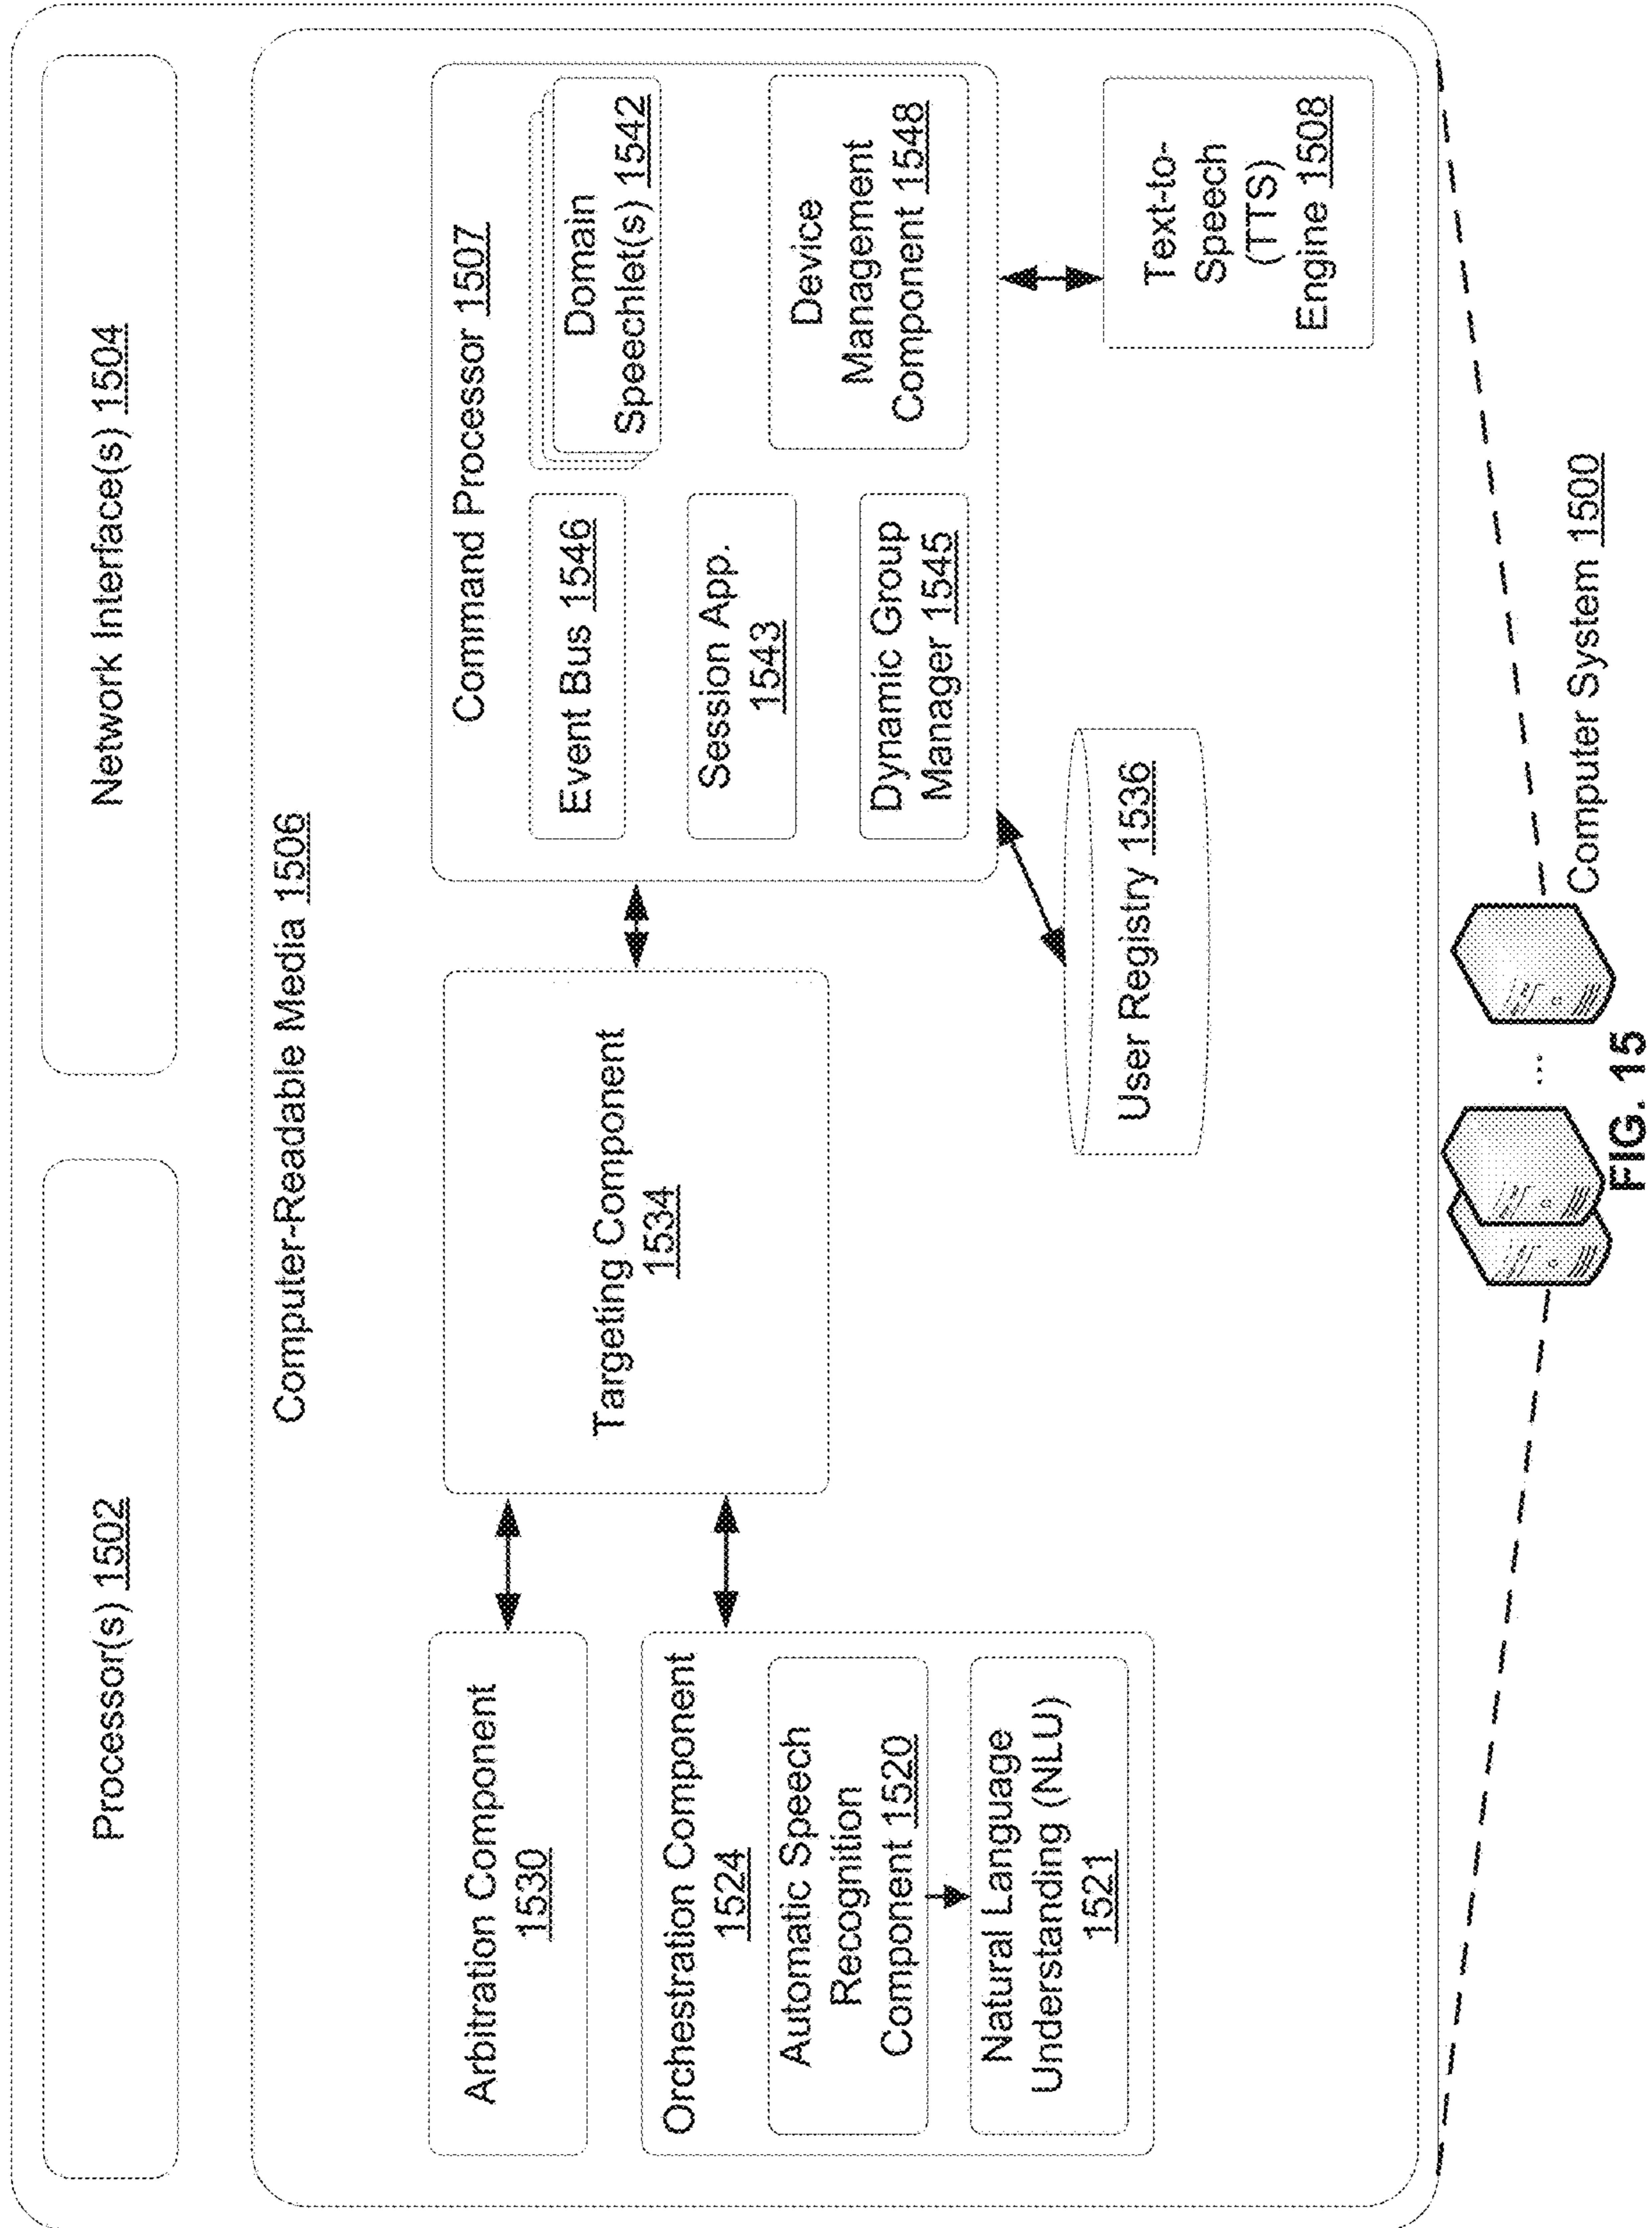 Processor(s) 1502
Network Interface(s) 1504
Computer-Readable Media 1506
Arbitration Component
1530
Orchestration Component
1524
Automatic Speech
Recognition
Component 1520
Natural Language
Understanding (NLU)
1521
Targeting Component
1534
Command Processor 1507
Event Bus 1546
Domain
Speechlet(s) 1542
Session App.
1543
Dynamic Group
Manager 1545
Device
Management
Component 1548
User Registry 1536
Text-to-
Speech
(TTS)
Engine 1508
...
Computer System 1500
FIG. 15